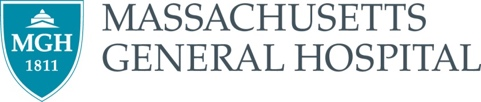 MGH
1811
MASSACHUSETTS
GENERAL HOSPITAL